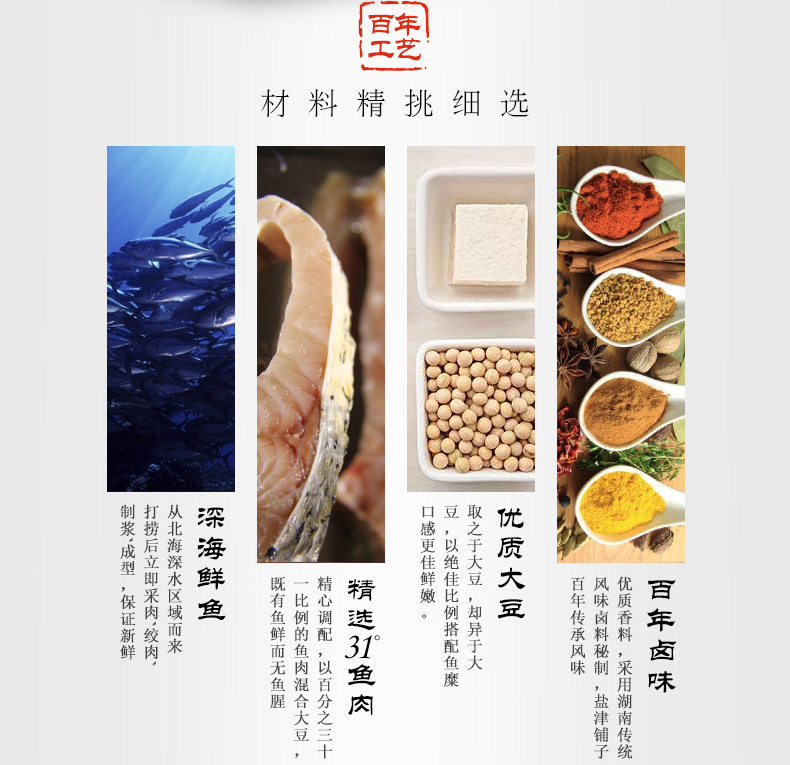 百年
工艺
材料精挑细选
深海鲜鱼
从北海深水区域而来
打捞后立即采肉,绞肉,
制浆,成型,保证新鲜
精选31°鱼肉
精心调配,以百分之三十
一比例的鱼肉混合大豆,
既有鱼鲜而无鱼腥
优质大豆
取之于大豆,却异于大
豆,以绝佳比例搭配鱼糜
口感更佳鲜嫩。
百年卤味
优质香料,采用湖南传统
风味卤料秘制,盐津铺子
百年传承风味